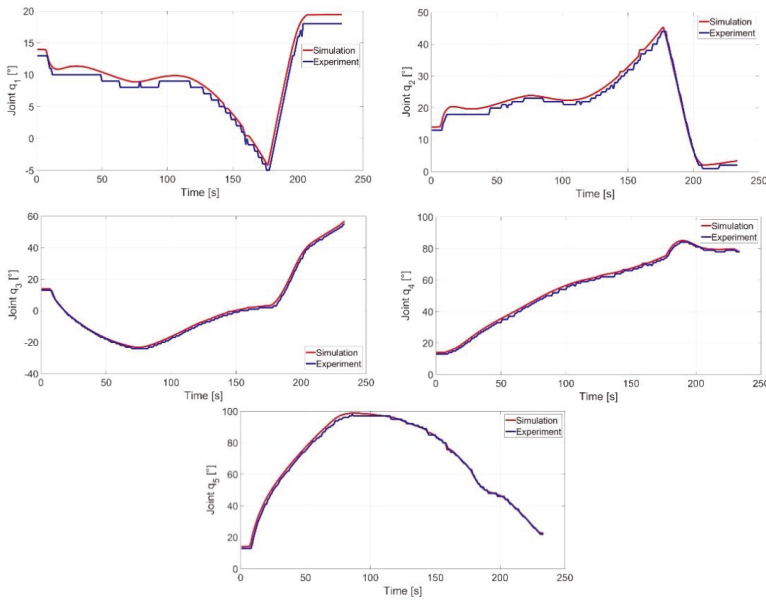 20
15
10
5
0
-5
Joint q1 [°]
Simulation
Experiment
0 50 100 150 200 250
Time [s]
50
40
30
20
10
0
Joint q2 [°]
Simulation
Experiment
0 50 100 150 200 250
Time [s]
60
40
20
0
-20
-40
Joint q3 [°]
Simulation
Experiment
0 50 100 150 200 250
Time [s]
100
80
60
40
20
0
Joint q4 [°]
Simulation
Experiment
0 50 100 150 200 250
Time [s]
100
80
60
40
20
0
Joint q5 [°]
Simulation
Experiment
0 50 100 150 200 250
Time [s]